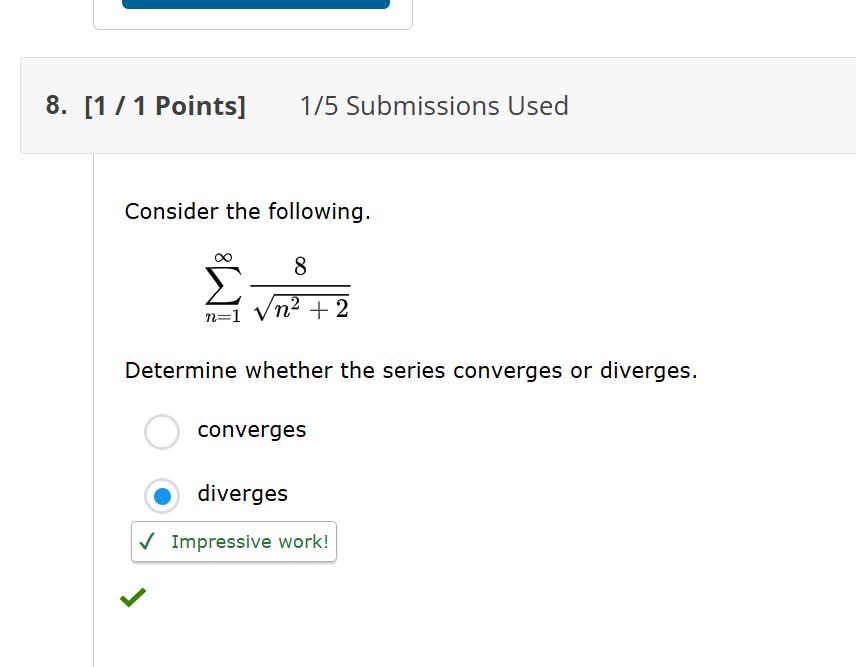 8. [1 / 1 Points] 1/5 Submissions Used
Consider the following.
∞
∑ 8 / √(n² + 2)
n=1
Determine whether the series converges or diverges.
converges
diverges
✓ Impressive work!